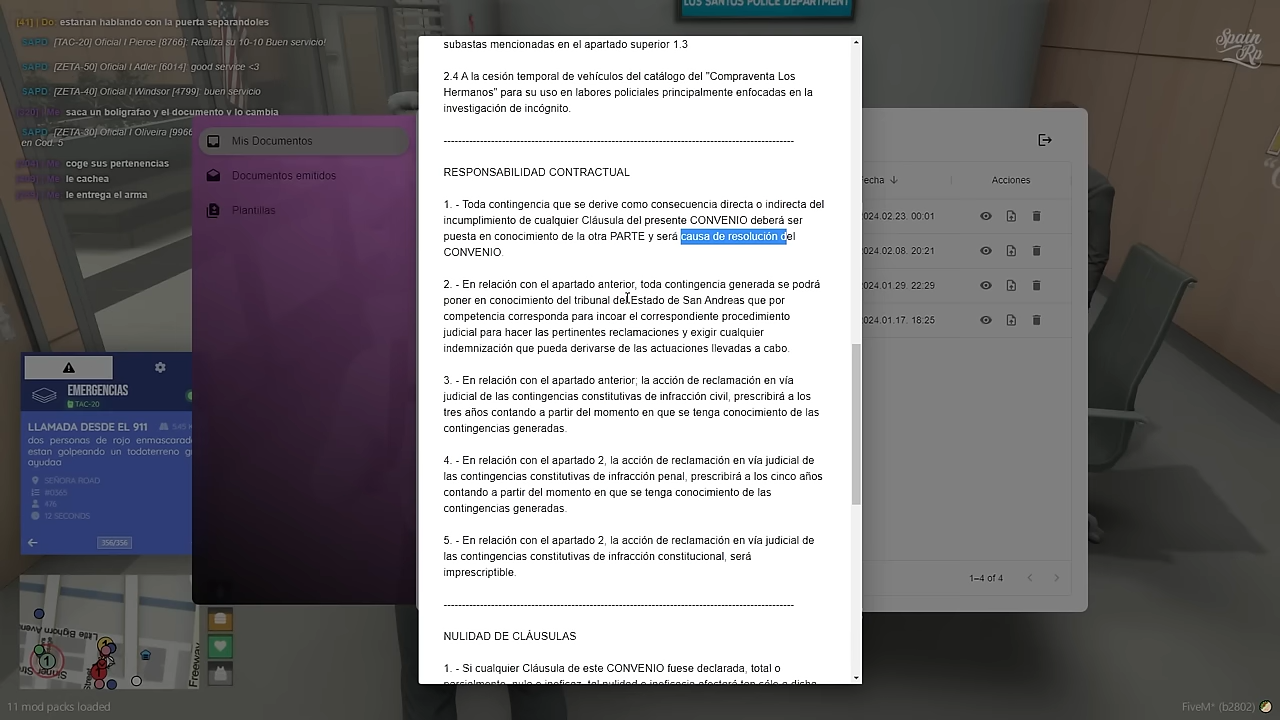 [41] | Do: estarian hablando con la puerta separandoles
SAPD [TAC-20] Oficial I Pierce [8766]: Realiza su 10-10 Buen servicio!
SAPD [ZETA-50] Oficial I Adler [6014]: good service <3
SAPD [ZETA-40] Oficial I Windsor [4799]: buen servicio
saca un boligrafao y el documento y lo cambia
SAPD [ZETA-30] Oficial I Oliveira [9966
en Cod. 5
coge sus pertenencias
le cachea
le entrega el arma
LOS SANTOS POLICE DEPARTMENT
Spain
Rp
Mis Documentos
Documentos emitidos
Plantillas
subastas mencionadas en el apartado superior 1.3
2.4 A la cesión temporal de vehículos del catálogo del "Compraventa Los
Hermanos" para su uso en labores policiales principalmente enfocadas en la
investigación de incógnito.
RESPONSABILIDAD CONTRACTUAL
1. - Toda contingencia que se derive como consecuencia directa o indirecta del
incumplimiento de cualquier Cláusula del presente CONVENIO deberá ser
puesta en conocimiento de la otra PARTE y será causa de resolución del
CONVENIO.
2. - En relación con el apartado anterior, toda contingencia generada se podrá
poner en conocimiento del tribunal del Estado de San Andreas que por
competencia corresponda para incoar el correspondiente procedimiento
judicial para hacer las pertinentes reclamaciones y exigir cualquier
indemnización que pueda derivarse de las actuaciones llevadas a cabo.
3. - En relación con el apartado anterior; la acción de reclamación en vía
judicial de las contingencias constitutivas de infracción civil, prescribirá a los
tres años contando a partir del momento en que se tenga conocimiento de las
contingencias generadas.
4. - En relación con el apartado 2, la acción de reclamación en vía judicial de
las contingencias constitutivas de infracción penal, prescribirá a los cinco años
contando a partir del momento en que se tenga conocimiento de las
contingencias generadas.
5. - En relación con el apartado 2, la acción de reclamación en vía judicial de
las contingencias constitutivas de infracción constitucional, será
imprescriptible.
NULIDAD DE CLÁUSULAS
1. - Si cualquier Cláusula de este CONVENIO fuese declarada, total o
parcialmente, nula o ineficaz, tal nulidad o ineficacia afectará tan sólo a dicha
fecha
Acciones
2024.02.23. 00:01
2024.02.08. 20:21
2024.01.29. 22:29
2024.01.17. 18:25
1–4 of 4
EMERGENCIAS
TAC-20
LLAMADA DESDE EL 911
dos personas de rojo enmascarad
estan golpeando un todoterreno g
ayudaa
SEÑORA ROAD
#0365
476
12 SECONDS
356/356
Freeway
11 mod packs loaded
FiveM* (b2802)